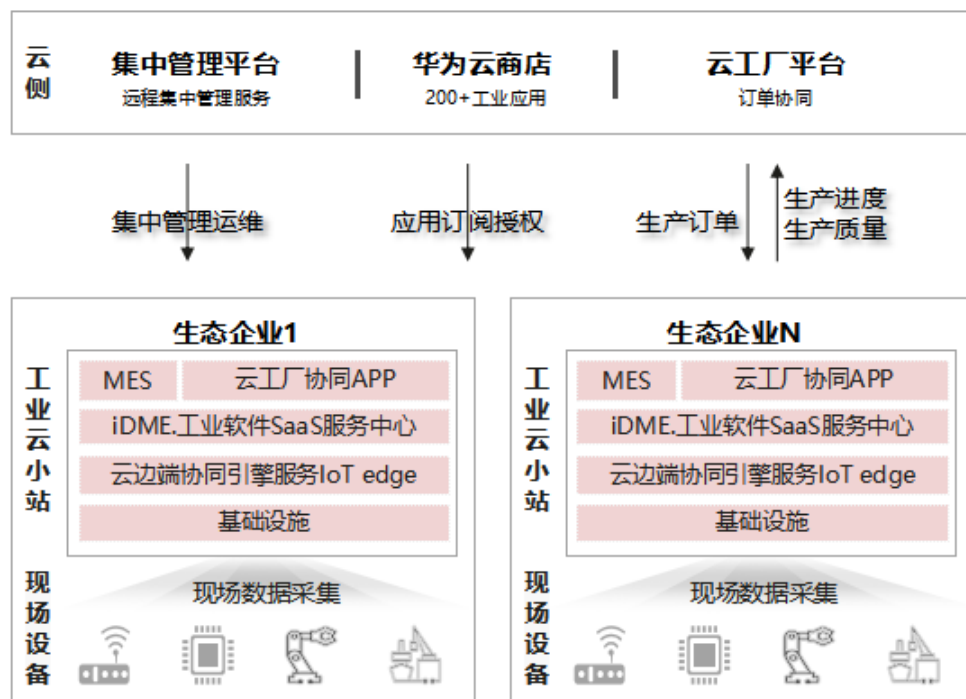 云侧
集中管理平台
远程集中管理服务
华为云商店
200+工业应用
云工厂平台
订单协同
集中管理运维
应用订阅授权
生产订单
生产进度
生产质量
生态企业1
工业云小站
MES
云工厂协同APP
iDME.工业软件SaaS服务中心
云边端协同引擎服务IoT edge
基础设施
现场设备
现场数据采集
生态企业N
工业云小站
MES
云工厂协同APP
iDME.工业软件SaaS服务中心
云边端协同引擎服务IoT edge
基础设施
现场设备
现场数据采集